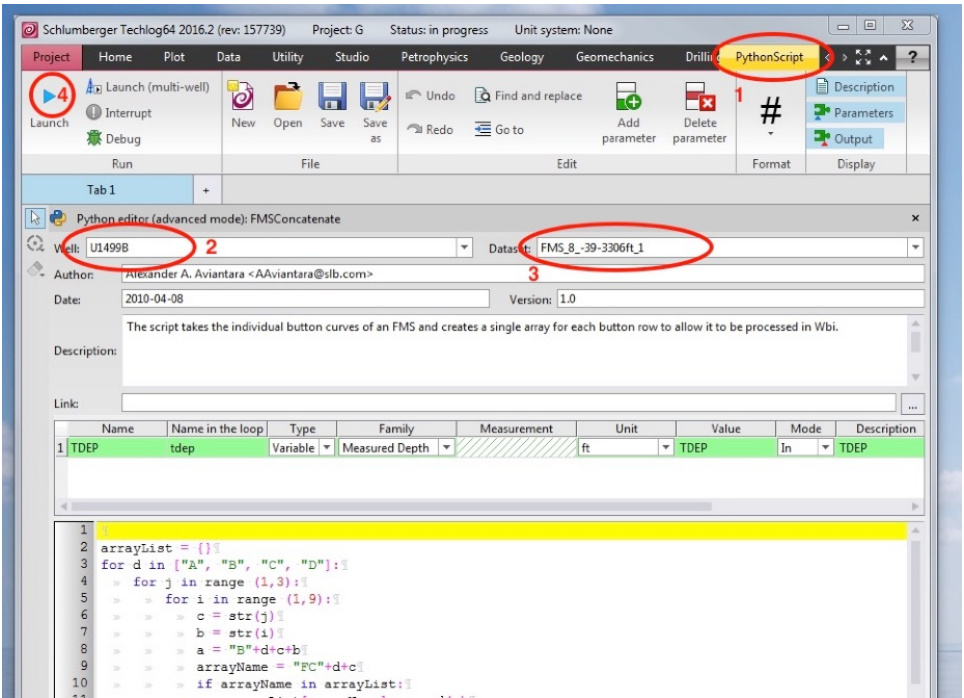 Schlumberger Techlog64 2016.2 (rev: 157739) Project: G Status: in progress Unit system: None
Project Home Plot Data Utility Studio Petrophysics Geology Geomechanics Drilling PythonScript ?
4
Launch
Launch (multi-well)
Interrupt
Debug
Run
New Open Save Save as
File
Undo
Redo
Find and replace
Go to
Add parameter
Delete parameter
Edit
1
#
Format
Description
Parameters
Output
Display
Tab 1 +
Python editor (advanced mode): FMSConcatenate ×
Well: U1499B 2 Dataset: FMS_8_-39-3306ft_1
3
Author: Alexander A. Aviantara <AAviantara@slb.com>
Date: 2010-04-08 Version: 1.0
Description: The script takes the individual button curves of an FMS and creates a single array for each button row to allow it to be processed in Wbi.
Link: ...
Name Name in the loop Type Family Measurement Unit Value Mode Description
1 TDEP tdep Variable Measured Depth ft TDEP In TDEP
1 ¶
2 arrayList = {}¶
3 for d in ["A", "B", "C", "D"]:¶
4 » for j in range (1,3):¶
5 » » for i in range (1,9):¶
6 » » » c = str(j)¶
7 » » » b = str(i)¶
8 » » » a = "B"+d+c+b¶
9 » » » arrayName = "FC"+d+c¶
10 » » » if arrayName in arrayList:¶
11